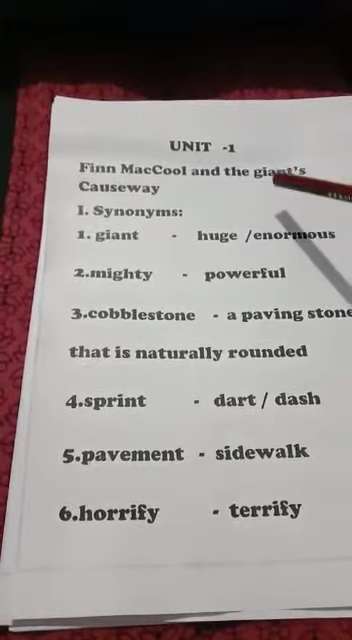 UNIT -1
Finn MacCool and the giant's
Causeway
I. Synonyms:
1. giant - huge /enormous
2.mighty - powerful
3.cobblestone - a paving stone
that is naturally rounded
4.sprint - dart / dash
5.pavement - sidewalk
6.horrify - terrify